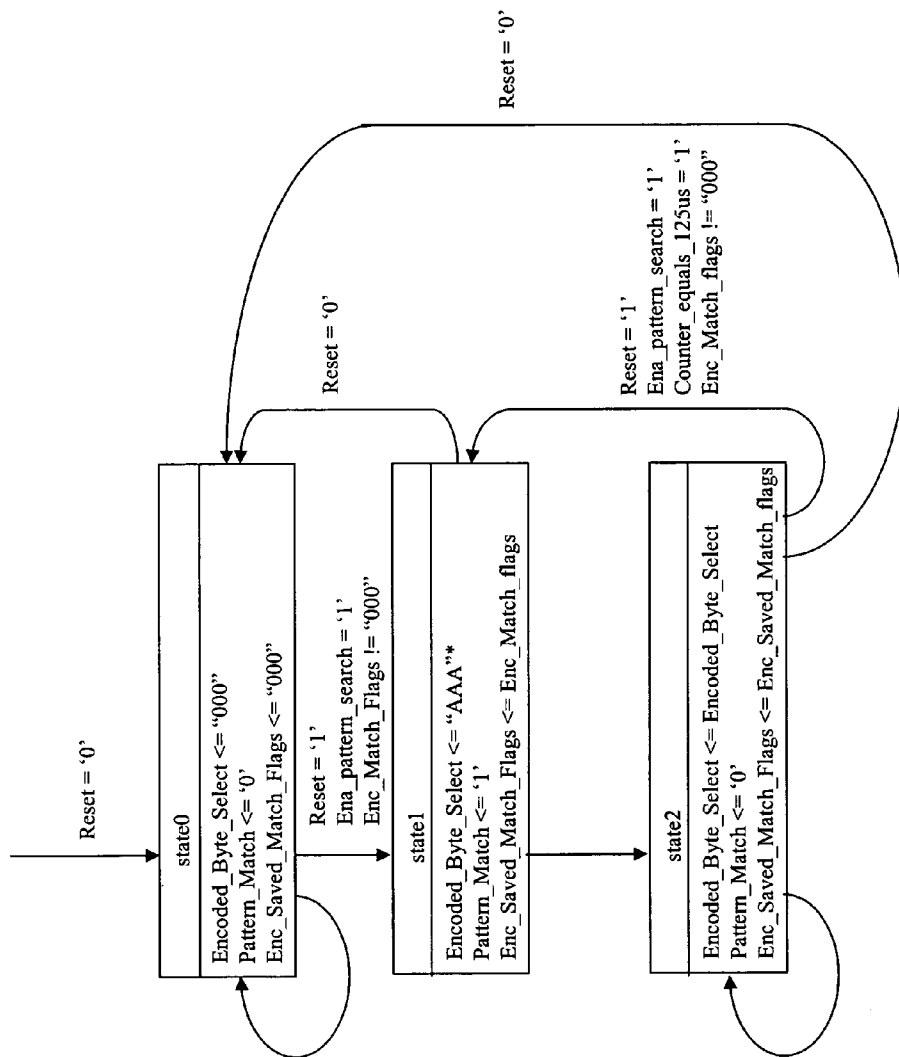 Reset = ‘0’
state0
Encoded_Byte_Select <= “000”
Pattern_Match <= ‘0’
Enc_Saved_Match_Flags <= “000”
Reset = ‘1’
Ena_pattern_search = ‘1’
Enc_Match_Flags != “000”
Reset = ‘0’
Reset = ‘0’
state1
Encoded_Byte_Select <= “AAA”*
Pattern_Match <= ‘1’
Enc_Saved_Match_Flags <= Enc_Match_flags
Reset = ‘1’
Ena_pattern_search = ‘1’
Counter_equals_125us = ‘1’
Enc_Match_flags != “000”
state2
Encoded_Byte_Select <= Encoded_Byte_Select
Pattern_Match <= ‘0’
Enc_Saved_Match_Flags <= Enc_Saved_Match_flags